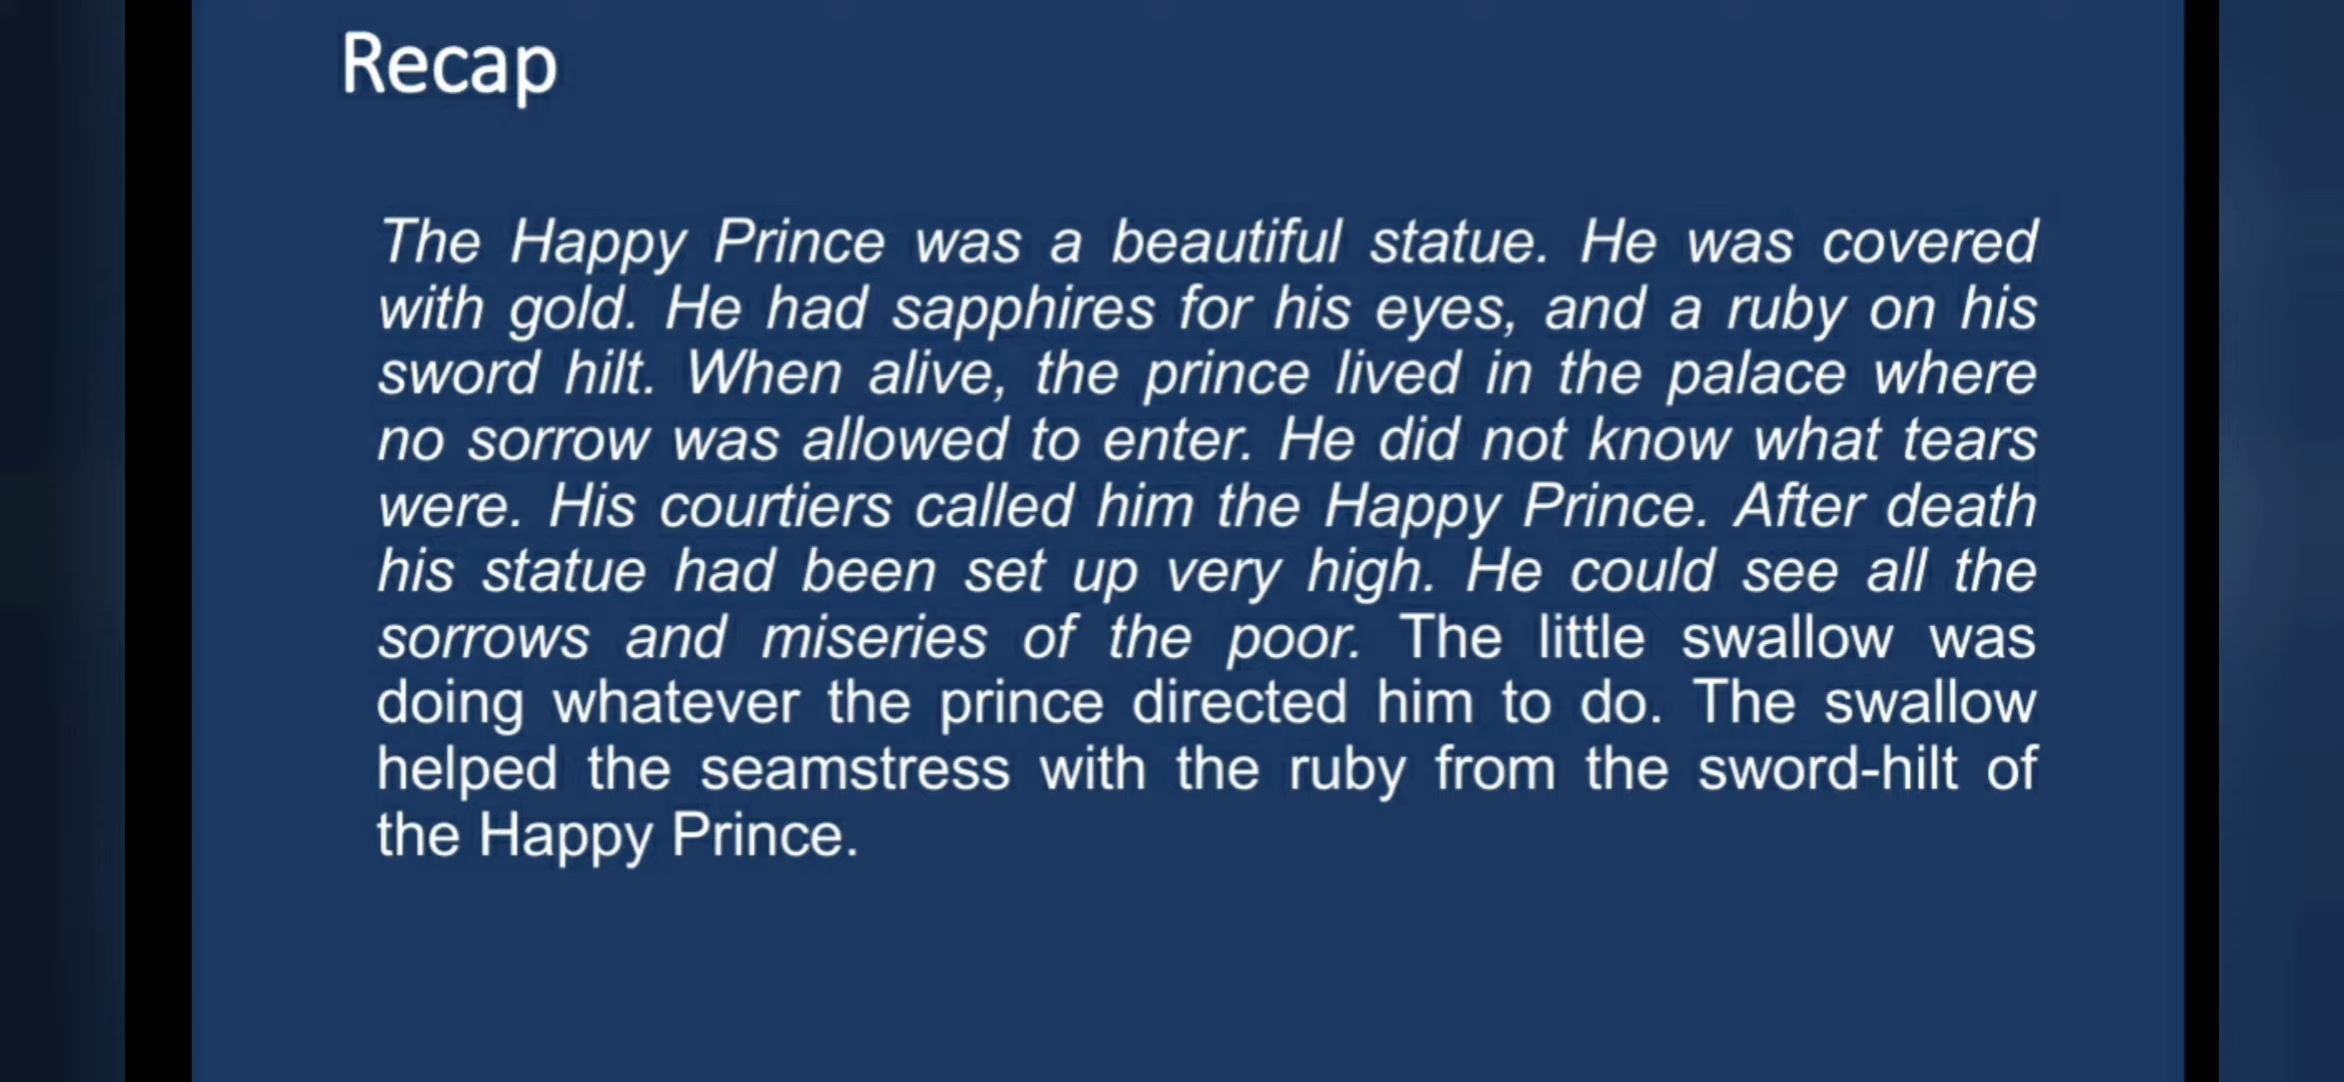 Recap
The Happy Prince was a beautiful statue. He was covered
with gold. He had sapphires for his eyes, and a ruby on his
sword hilt. When alive, the prince lived in the palace where
no sorrow was allowed to enter. He did not know what tears
were. His courtiers called him the Happy Prince. After death
his statue had been set up very high. He could see all the
sorrows and miseries of the poor. The little swallow was
doing whatever the prince directed him to do. The swallow
helped the seamstress with the ruby from the sword-hilt of
the Happy Prince.